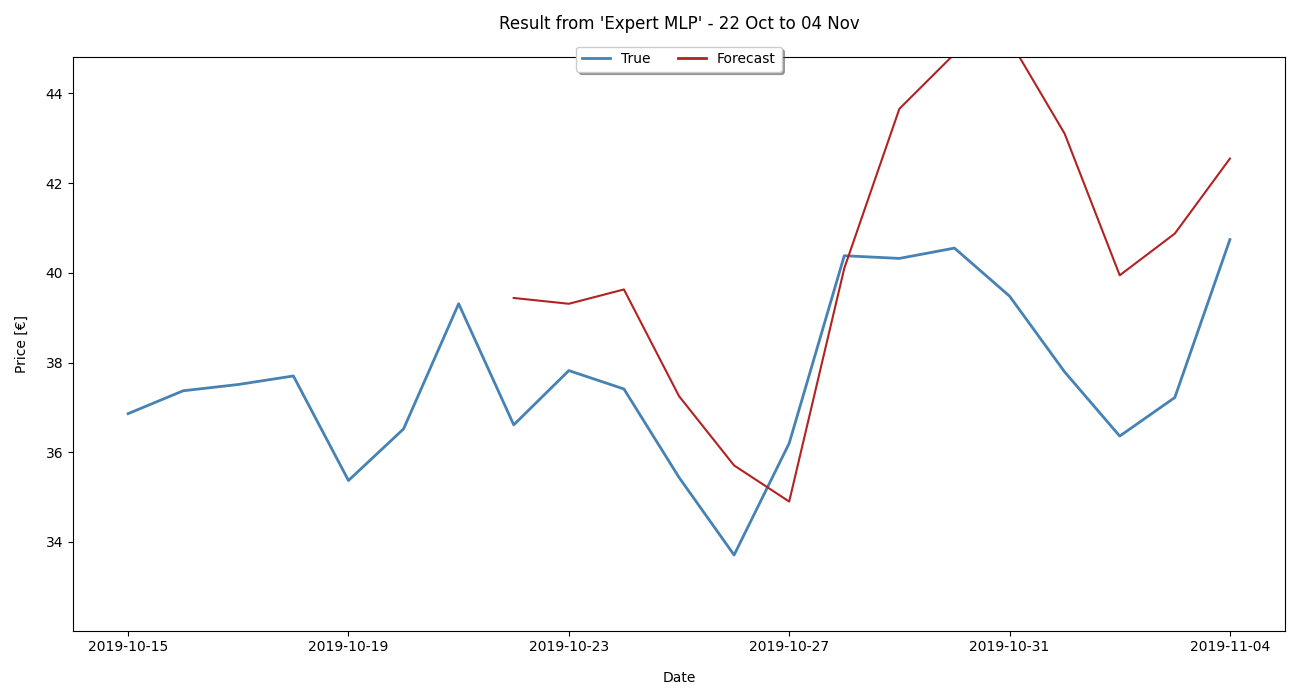 Result from 'Expert MLP' - 22 Oct to 04 Nov
True Forecast
44
42
40
38
36
34
Price [€]
2019-10-15 2019-10-19 2019-10-23 2019-10-27 2019-10-31 2019-11-04
Date